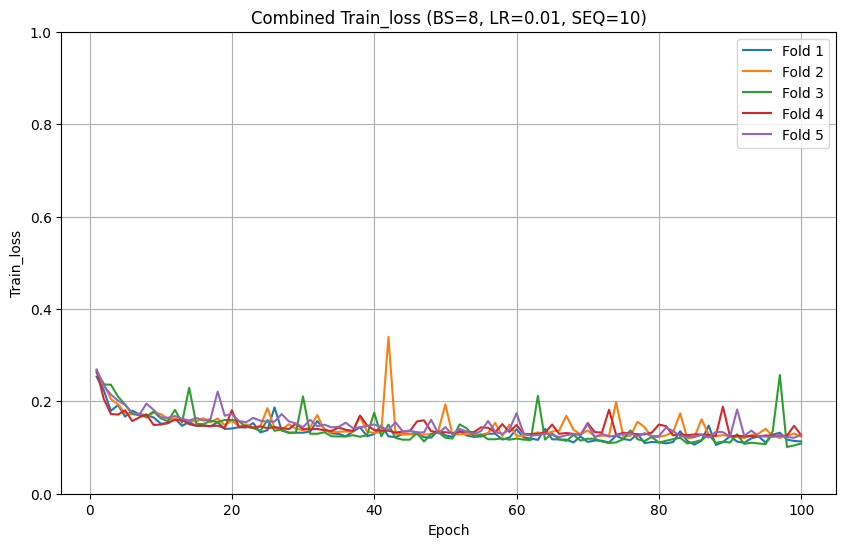 Combined Train_loss (BS=8, LR=0.01, SEQ=10)
1.0
0.8
0.6
0.4
0.2
0.0
Train_loss
0
20
40
60
80
100
Epoch
Fold 1
Fold 2
Fold 3
Fold 4
Fold 5